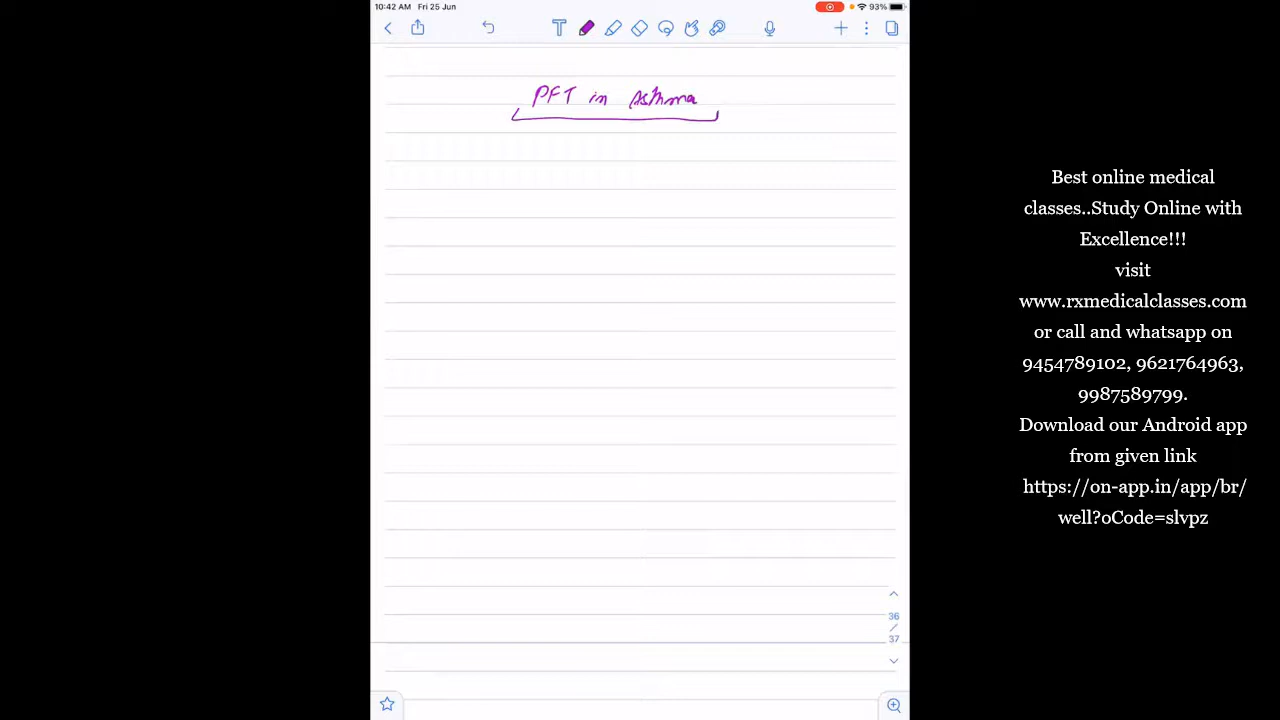 10:42 AM Fri 25 Jun
93%
PFT in Asthma
Best online medical
classes..Study Online with
Excellence!!!
visit
www.rxmedicalclasses.com
or call and whatsapp on
9454789102, 9621764963,
9987589799.
Download our Android app
from given link
https://on-app.in/app/br/
well?oCode=slvpz
36
/
37